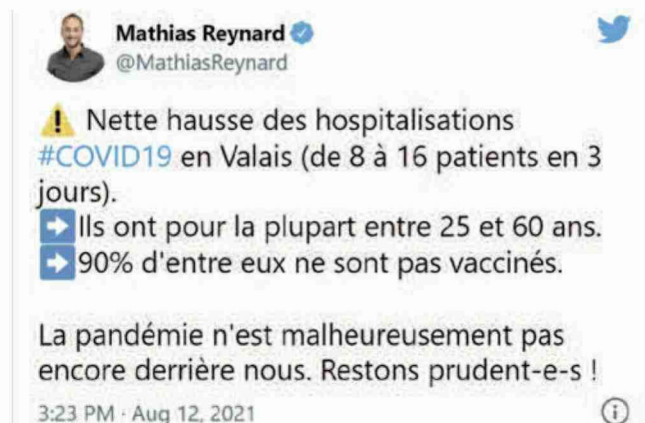 Mathias Reynard
@MathiasReynard
⚠️ Nette hausse des hospitalisations
#COVID19 en Valais (de 8 à 16 patients en 3
jours).
➡️Ils ont pour la plupart entre 25 et 60 ans.
➡️90% d'entre eux ne sont pas vaccinés.
La pandémie n'est malheureusement pas
encore derrière nous. Restons prudent-e-s !
3:23 PM · Aug 12, 2021